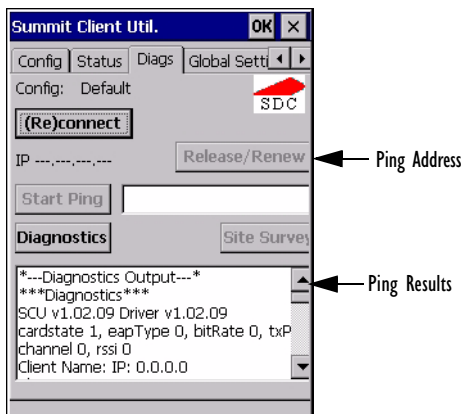 Summit Client Util. OK ×
Config Status Diags Global Setti
Config: Default
SDC
(Re)connect
IP ---.---.---.--- Release/Renew
Ping Address
Start Ping
Diagnostics Site Survey
*---Diagnostics Output---*
Ping Results
***Diagnostics***
SCU v1.02.09 Driver v1.02.09
cardstate 1, eapType 0, bitRate 0, txP
channel 0, rssi 0
Client Name: IP: 0.0.0.0